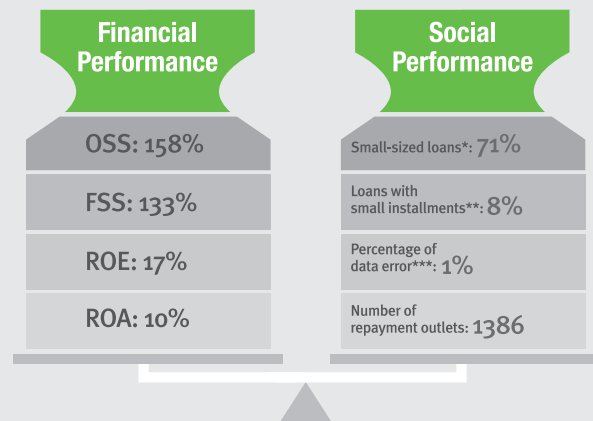 Financial
Performance
OSS: 158%
FSS: 133%
ROE: 17%
ROA: 10%
Social
Performance
Small-sized loans*: 71%
Loans with
small installments**: 8%
Percentage of
data error***: 1%
Number of
repayment outlets: 1386